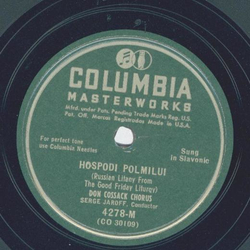 COLUMBIA
MASTERWORKS
Mfd. under Pats. Pending Trade Marks Reg. U.S.
Pat. Off. Marcas Registradas Made in U.S.A.
For perfect tone
use Columbia Needles
Sung
in Slavonic
HOSPODI POLMILUI
(Russian Litany From
The Good Friday Liturgy)
DON COSSACK CHORUS
SERGE JAROFF, Conductor
4278-M
(CO 30109)